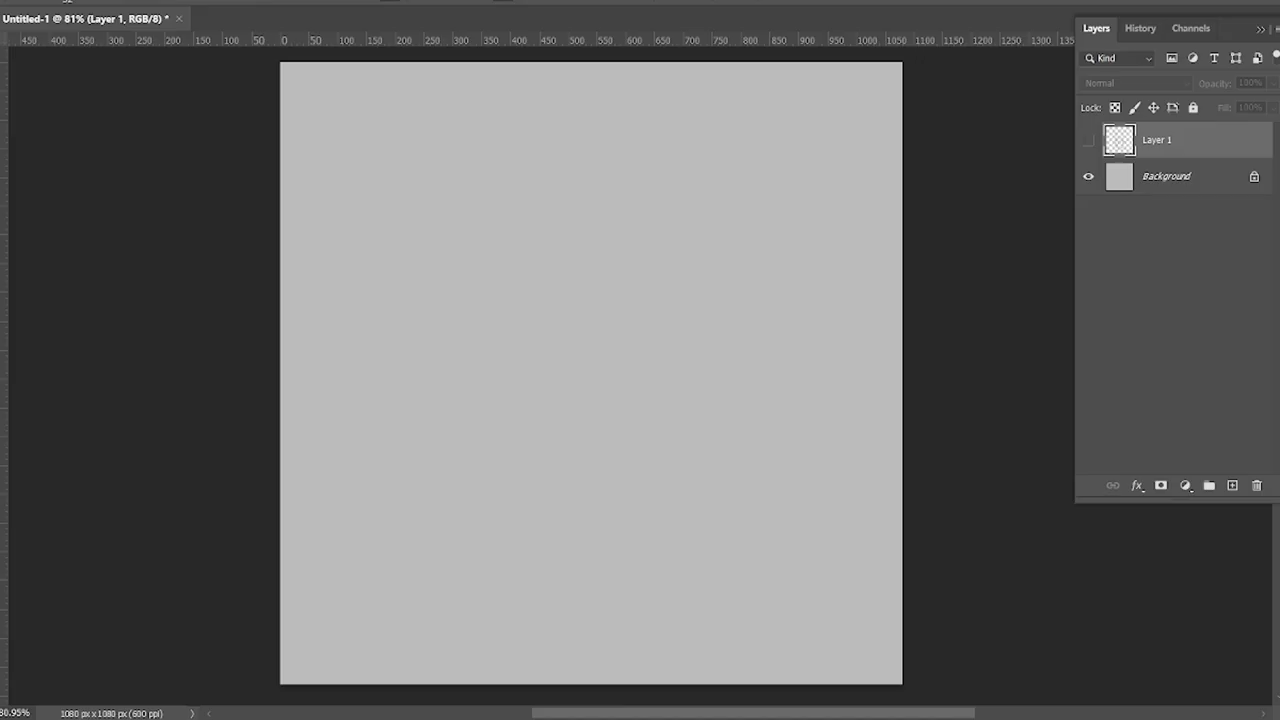 Untitled-1 @ 81% (Layer 1, RGB/8) *
450 400 350 300 250 200 150 100 50 0 50 100 150 200 250 300 350 400 450 500 550 600 650 700 750 800 850 900 950 1000 1050 1100 1150 1200 1250 1300 135
Layers History Channels
Kind
Normal Opacity: 100%
Lock: Fill: 100%
Layer 1
Background
fx
80.95% 1080 px x 1080 px (600 ppi)